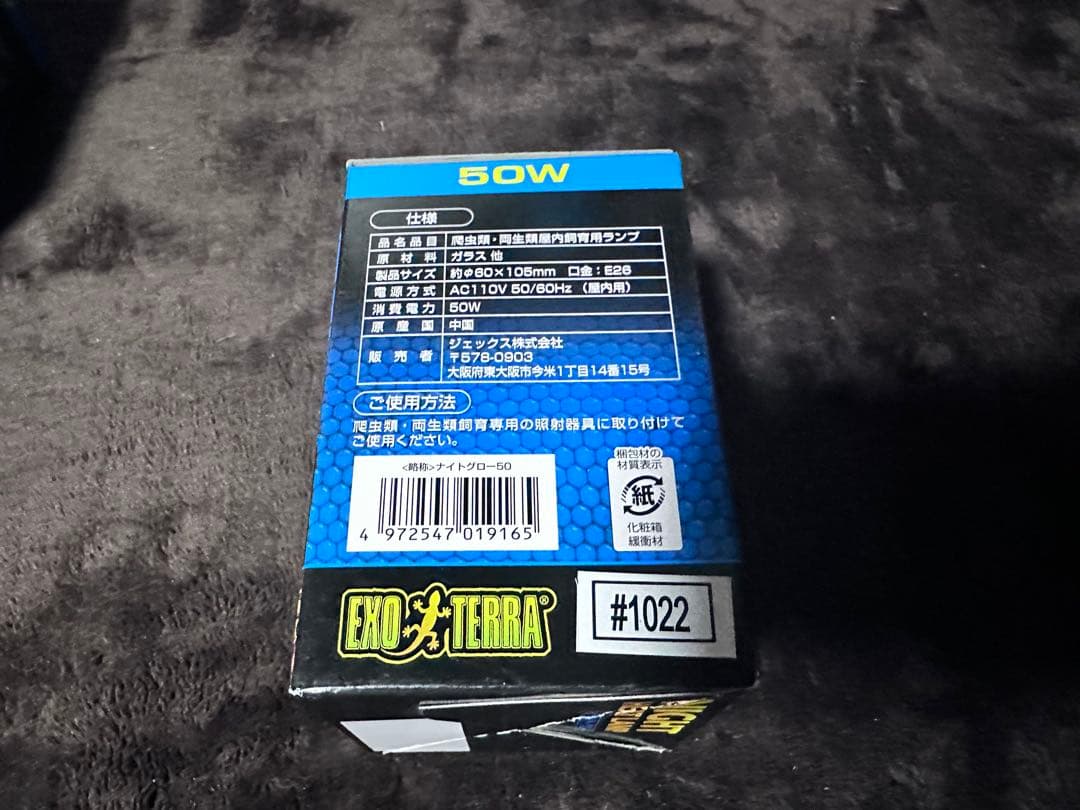 50W
仕様
品名品目 爬虫類・両生類屋内飼育用ランプ
原材料 ガラス 他
製品サイズ 約φ60×105mm 口金：E26
電源方式 AC110V 50/60Hz （屋内用）
消費電力 50W
原産国 中国
販売者 ジェックス株式会社
〒578-0903
大阪府東大阪市今米1丁目14番15号
ご使用方法
爬虫類・両生類飼育専用の照射器具に取り付けて
ご使用ください。
<略称>ナイトグロー50
4 972547 019165
梱包材の
材質表示
紙
化粧箱
緩衝材
EXO TERRA®
#1022
NIGHT